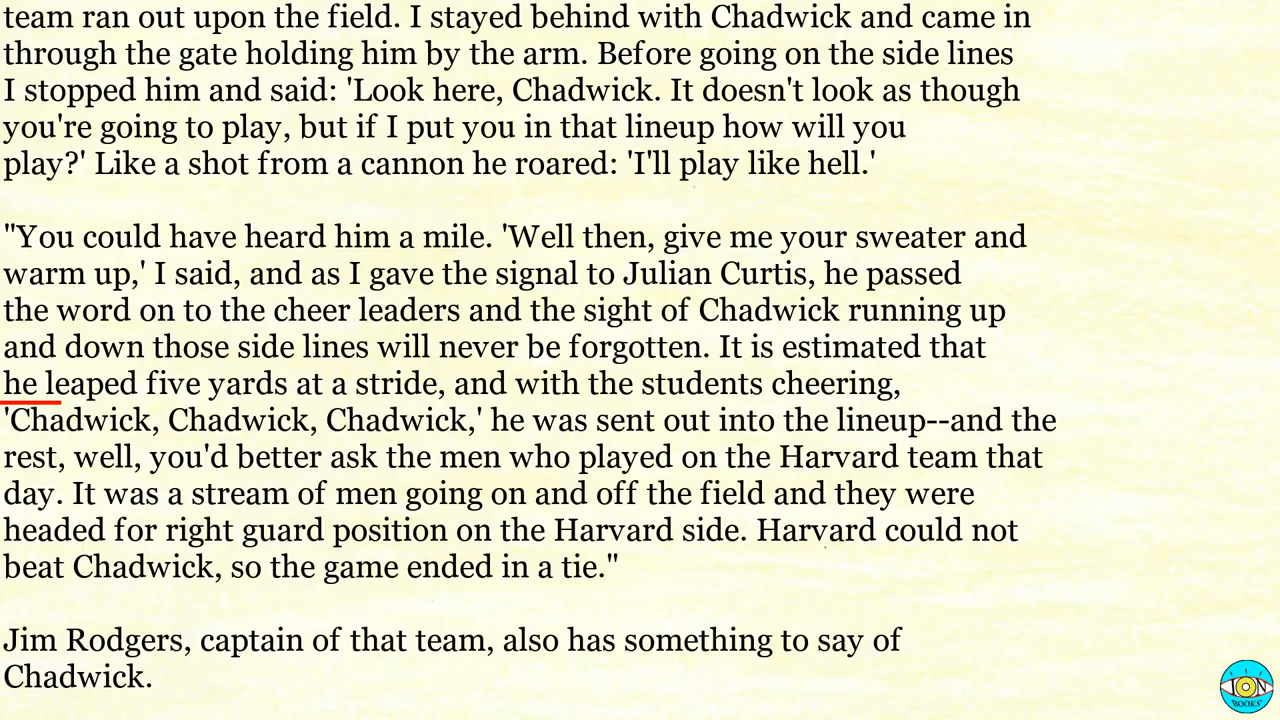 team ran out upon the field. I stayed behind with Chadwick and came in
through the gate holding him by the arm. Before going on the side lines
I stopped him and said: 'Look here, Chadwick. It doesn't look as though
you're going to play, but if I put you in that lineup how will you
play?' Like a shot from a cannon he roared: 'I'll play like hell.'
"You could have heard him a mile. 'Well then, give me your sweater and
warm up,' I said, and as I gave the signal to Julian Curtis, he passed
the word on to the cheer leaders and the sight of Chadwick running up
and down those side lines will never be forgotten. It is estimated that
he leaped five yards at a stride, and with the students cheering,
'Chadwick, Chadwick, Chadwick,' he was sent out into the lineup--and the
rest, well, you'd better ask the men who played on the Harvard team that
day. It was a stream of men going on and off the field and they were
headed for right guard position on the Harvard side. Harvard could not
beat Chadwick, so the game ended in a tie."
Jim Rodgers, captain of that team, also has something to say of
Chadwick.
ION
BOOKS